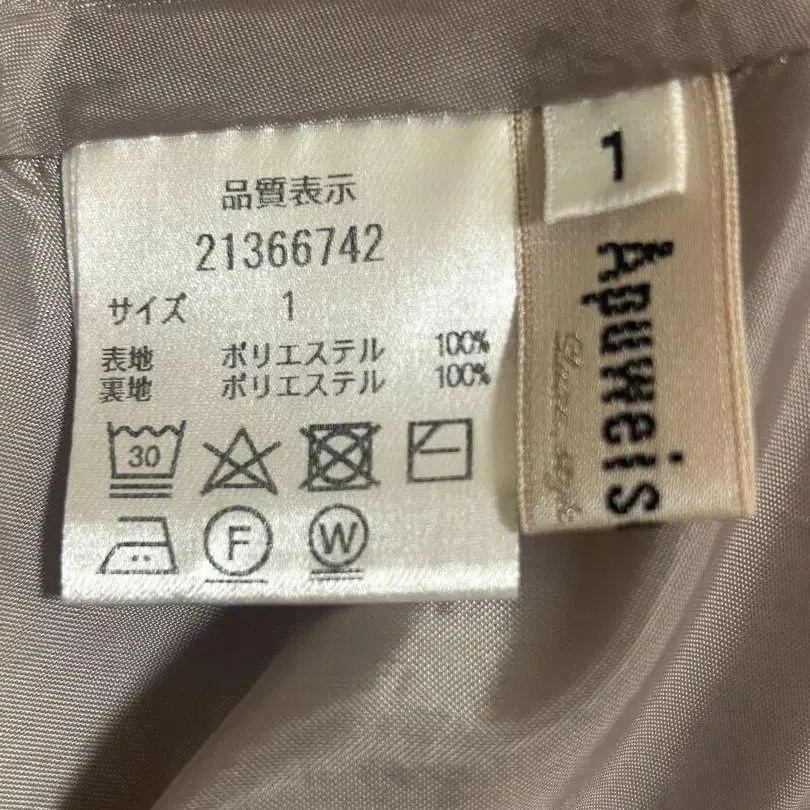 品質表示
21366742
サイズ 1
表地 ポリエステル 100%
裏地 ポリエステル 100%
30
F
W
1
Apuweis